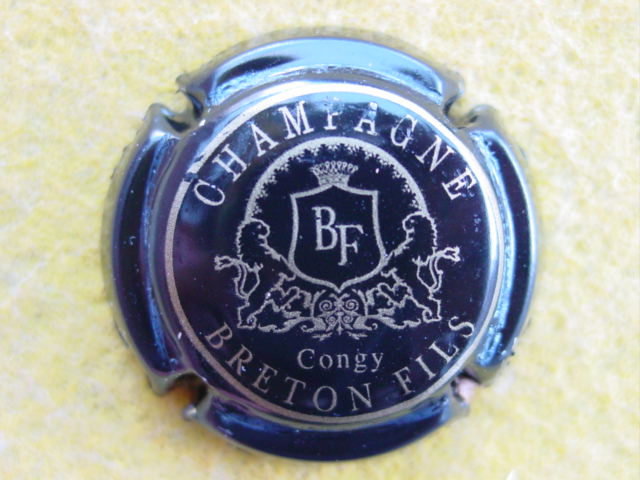 CHAMPAGNE
BF
Congy
BRETON FILS